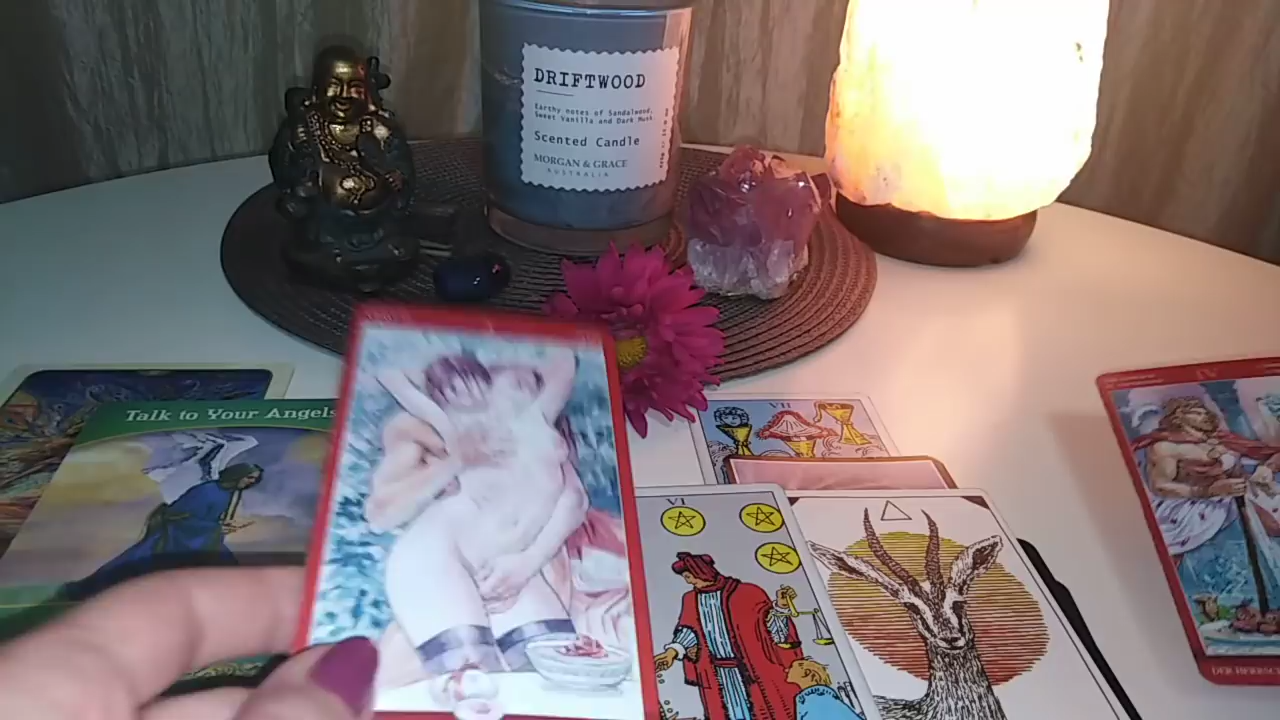 DRIFTWOOD
Earthy notes of Sandalwood,
Sweet Vanilla and Dark Musk
Scented Candle
MORGAN & GRACE
AUSTRALIA
Talk to Your Angels
VII
VI
IV